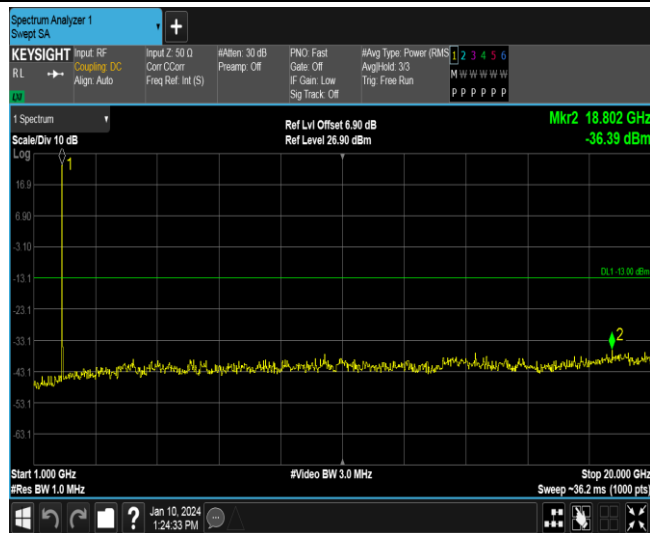 Spectrum Analyzer 1
Swept SA
+
KEYSIGHT
RL
Input: RF
Coupling: DC
Align: Auto
Input Z: 50 Ω
Corr CCorr
Freq Ref: Int (S)
#Atten: 30 dB
Preamp: Off
PNO: Fast
Gate: Off
IF Gain: Low
Sig Track: Off
#Avg Type: Power (RMS
Avg|Hold: 3/3
Trig: Free Run
1 2 3 4 5 6
M W W W W W
P P P P P P
1 Spectrum
Scale/Div 10 dB
Log
Ref Lvl Offset 6.90 dB
Ref Level 26.90 dBm
Mkr2 18.802 GHz
-36.39 dBm
1
16.9
6.90
-3.10
-13.1
DL1 -13.00 dBm
-23.1
-33.1
2
-43.1
-53.1
-63.1
Start 1.000 GHz
#Res BW 1.0 MHz
#Video BW 3.0 MHz
Stop 20.000 GHz
Sweep ~36.2 ms (1000 pts)
?
Jan 10, 2024
1:24:33 PM